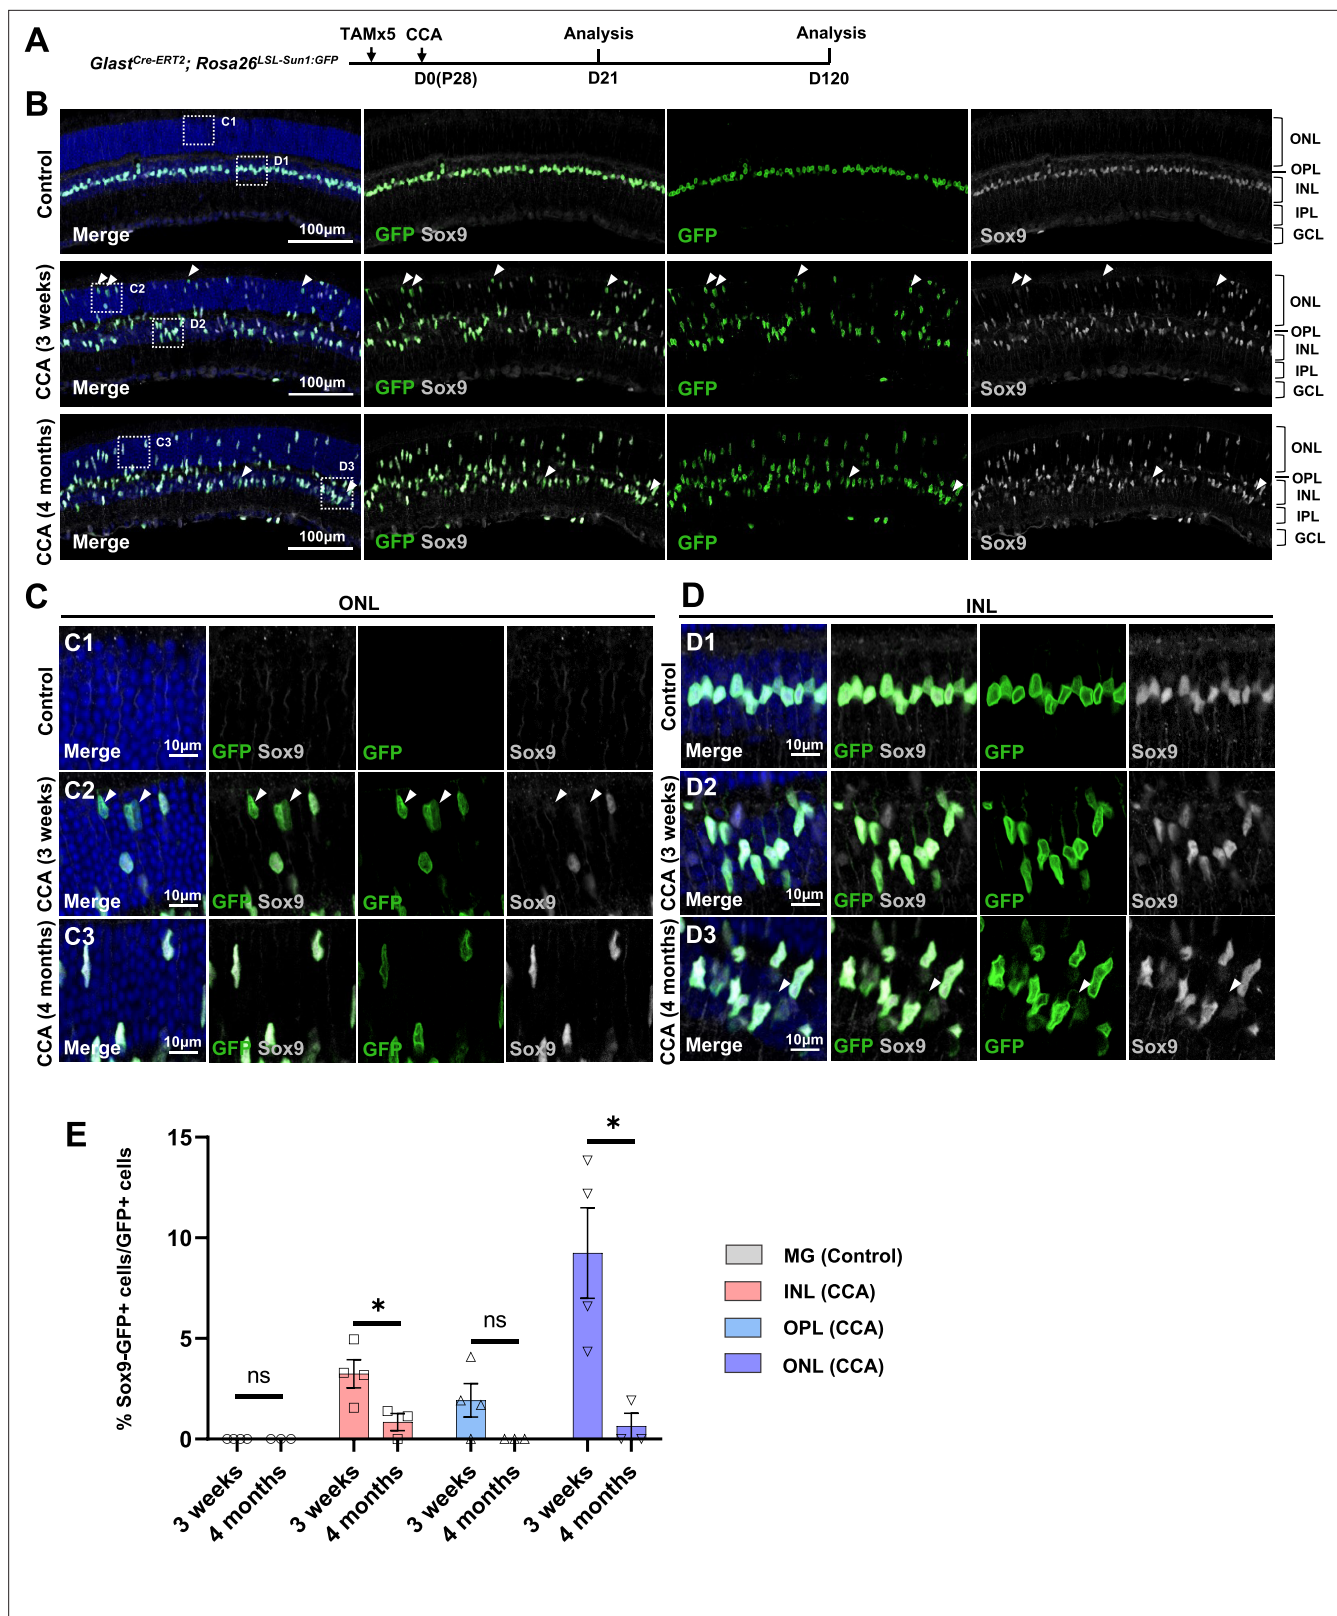 A
TAMx5 CCA Analysis Analysis
Glast^Cre-ERT2; Rosa26^LSL-Sun1:GFP
D0(P28) D21 D120
B
Control
C1
D1
Merge
100μm
GFP Sox9
GFP
Sox9
ONL
OPL
INL
IPL
GCL
CCA (3 weeks)
C2
D2
Merge
100μm
GFP Sox9
GFP
Sox9
ONL
OPL
INL
IPL
GCL
CCA (4 months)
C3
D3
Merge
100μm
GFP Sox9
GFP
Sox9
ONL
OPL
INL
IPL
GCL
C
ONL
Control
C1
Merge
10μm
GFP Sox9
GFP
Sox9
CCA (3 weeks)
C2
Merge
10μm
GFP Sox9
GFP
Sox9
CCA (4 months)
C3
Merge
10μm
GFP Sox9
GFP
Sox9
D
INL
Control
D1
Merge
10μm
GFP Sox9
GFP
Sox9
CCA (3 weeks)
D2
Merge
10μm
GFP Sox9
GFP
Sox9
CCA (4 months)
D3
Merge
10μm
GFP Sox9
GFP
Sox9
E
% Sox9-GFP+ cells/GFP+ cells
15
10
5
0
ns
*
ns
*
3 weeks
4 months
3 weeks
4 months
3 weeks
4 months
3 weeks
4 months
MG (Control)
INL (CCA)
OPL (CCA)
ONL (CCA)